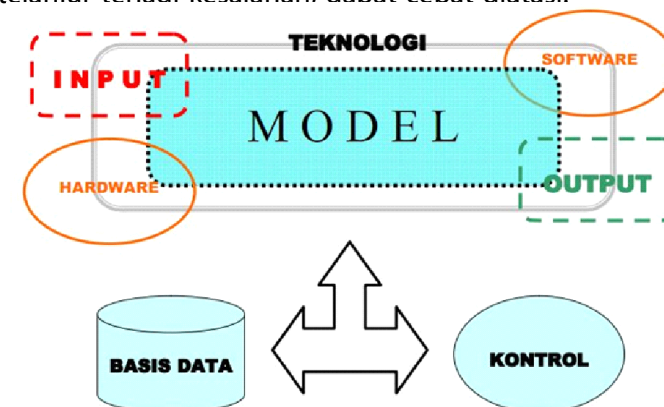 TEKNOLOGI
SOFTWARE
INPUT
MODEL
HARDWARE
OUTPUT
BASIS DATA
KONTROL